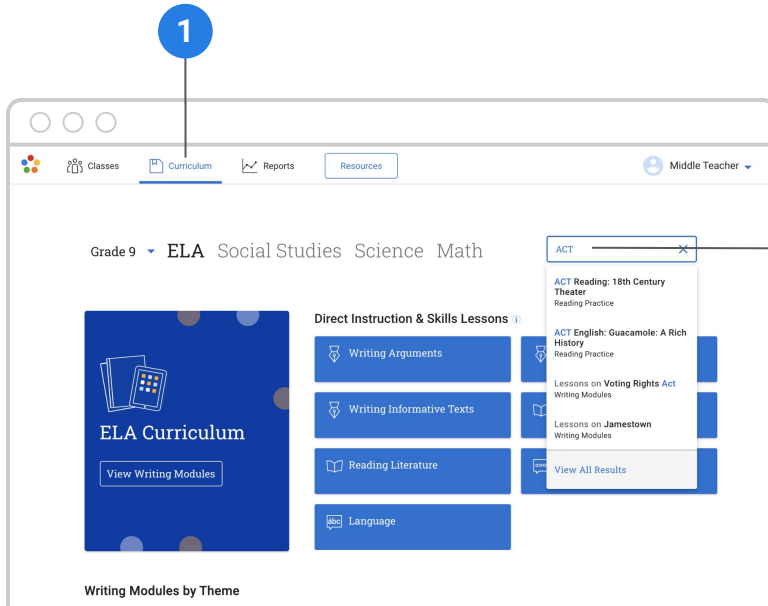 1
Classes
Curriculum
Reports
Resources
Middle Teacher
Grade 9
ELA Social Studies Science Math
ACT
ACT Reading: 18th Century
Theater
Reading Practice
ACT English: Guacamole: A Rich
History
Reading Practice
Lessons on Voting Rights Act
Writing Modules
Lessons on Jamestown
Writing Modules
View All Results
ELA Curriculum
View Writing Modules
Direct Instruction & Skills Lessons
Writing Arguments
Writing Informative Texts
Reading Literature
abc Language
Writing Modules by Theme